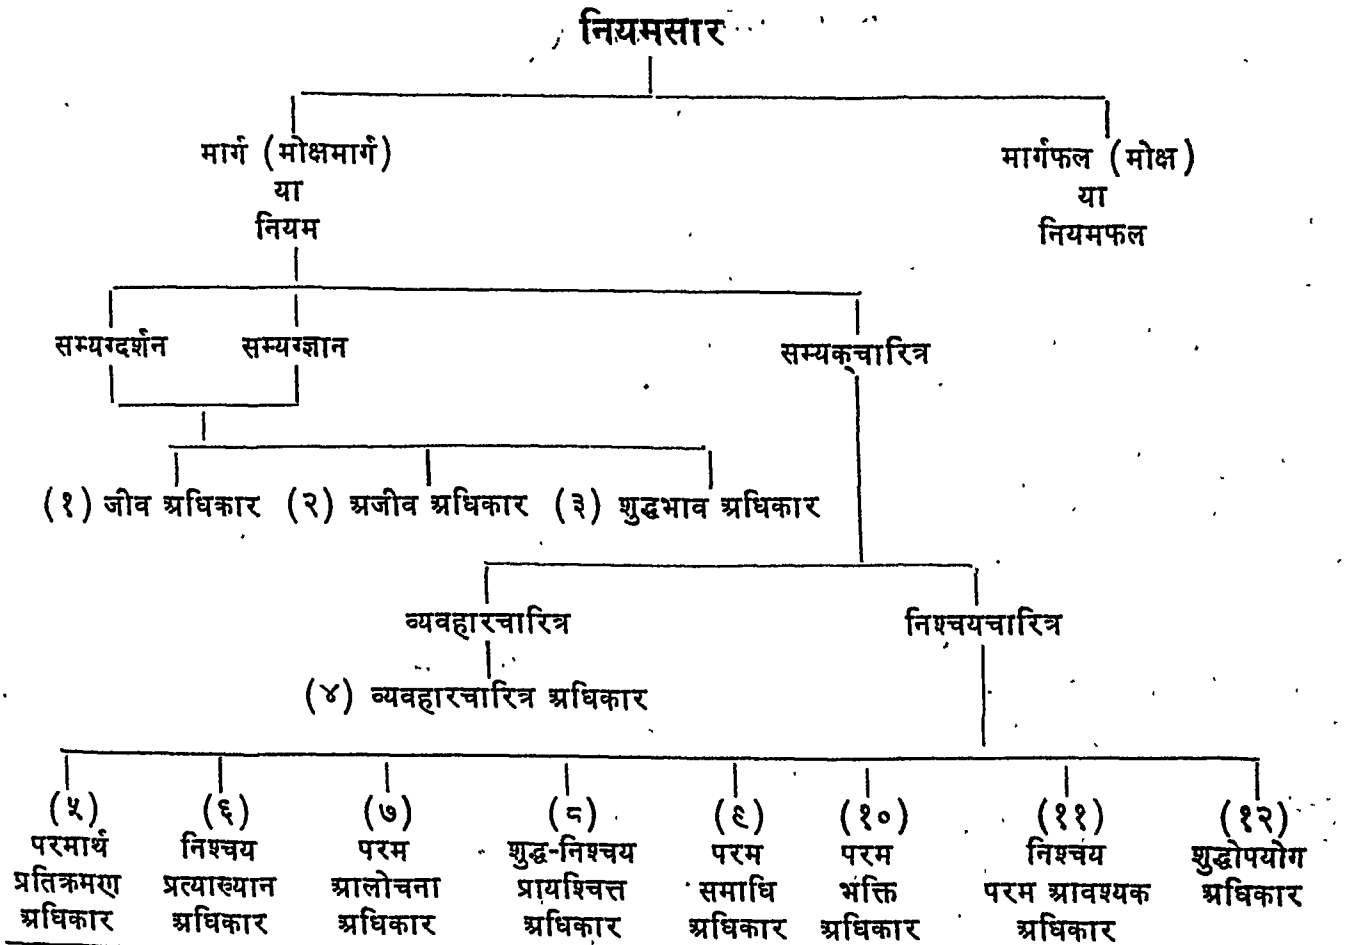 नियमसार
मार्ग (मोक्षमार्ग)
या
नियम
मार्गफल (मोक्ष)
या
नियमफल
सम्यग्दर्शन सम्यग्ज्ञान सम्यक्‌चारित्र
(१) जीव अधिकार (२) अजीव अधिकार (३) शुद्धभाव अधिकार
व्यवहारचारित्र निश्चयचारित्र
(४) व्यवहारचारित्र अधिकार
(५)
परमार्थ
प्रतिक्रमण
अधिकार
(६)
निश्चय
प्रत्याख्यान
अधिकार
(७)
परम
आलोचना
अधिकार
(८)
शुद्ध-निश्चय
प्रायश्चित्त
अधिकार
(९)
परम
समाधि
अधिकार
(१०)
परम
भक्ति
अधिकार
(११)
निश्चय
परम आवश्यक
अधिकार
(१२)
शुद्धोपयोग
अधिकार